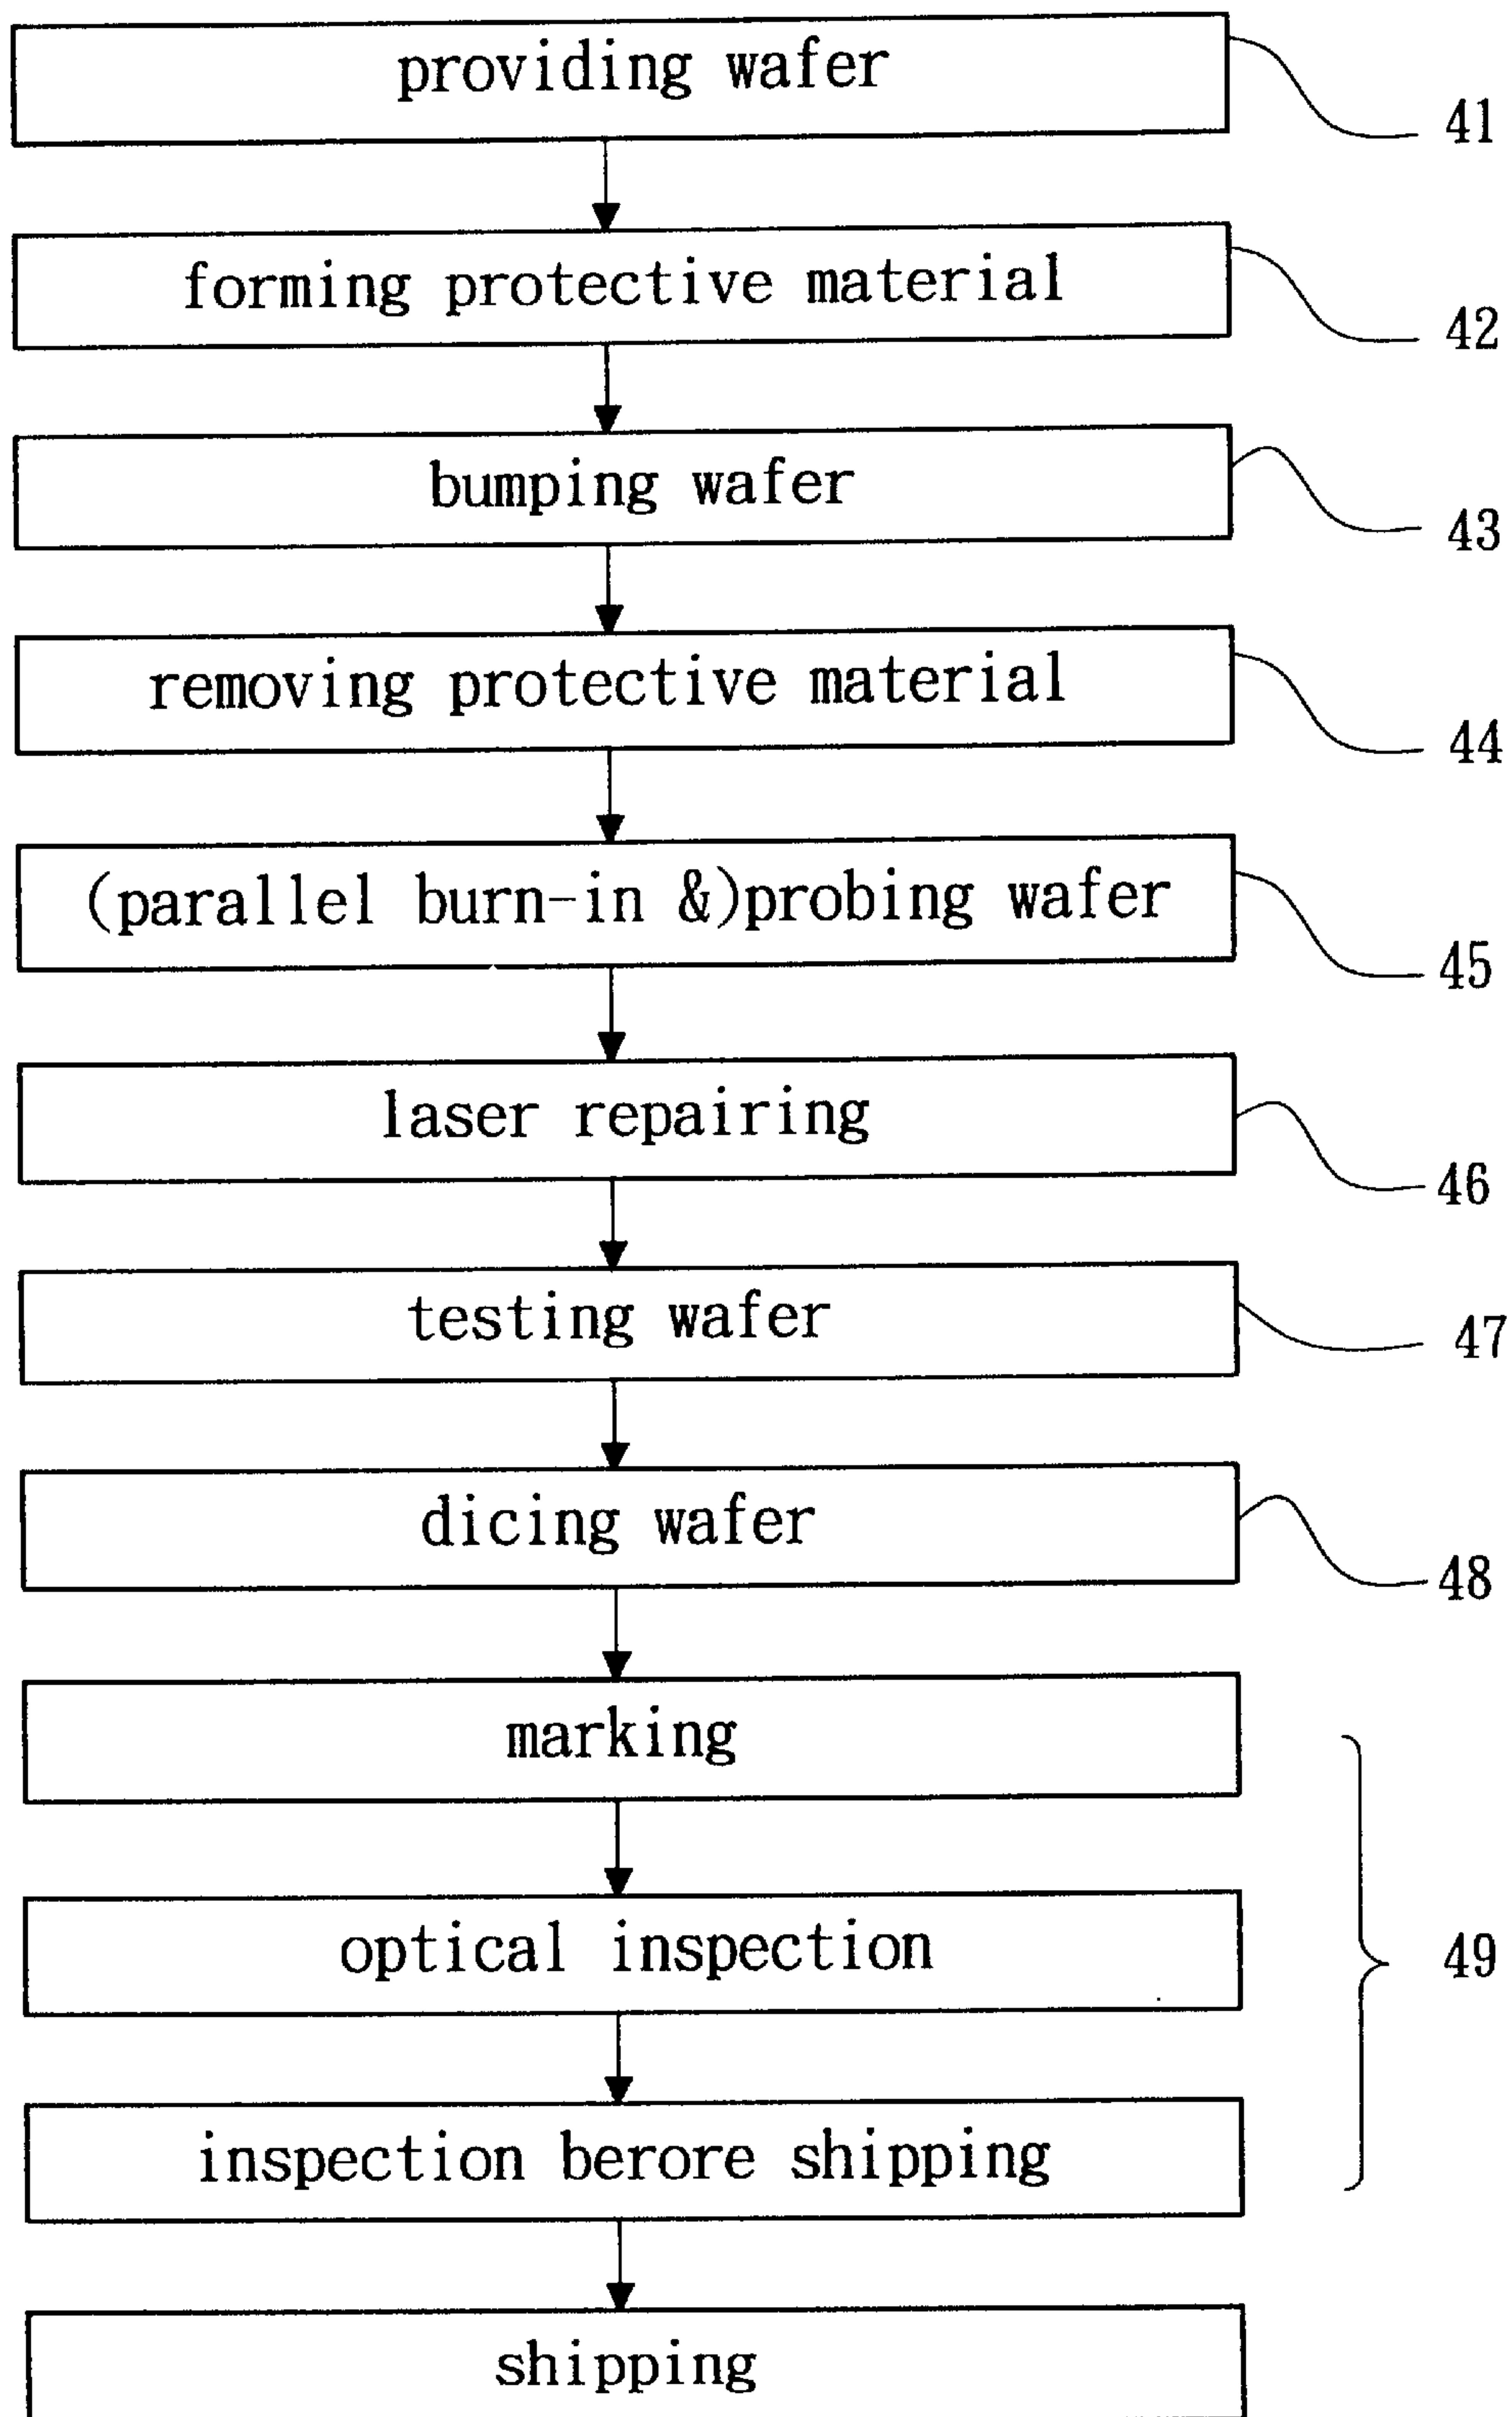 providing wafer
41
forming protective material
42
bumping wafer
43
removing protective material
44
(parallel burn-in &)probing wafer
45
laser repairing
46
testing wafer
47
dicing wafer
48
marking
optical inspection
49
inspection berore shipping
shipping